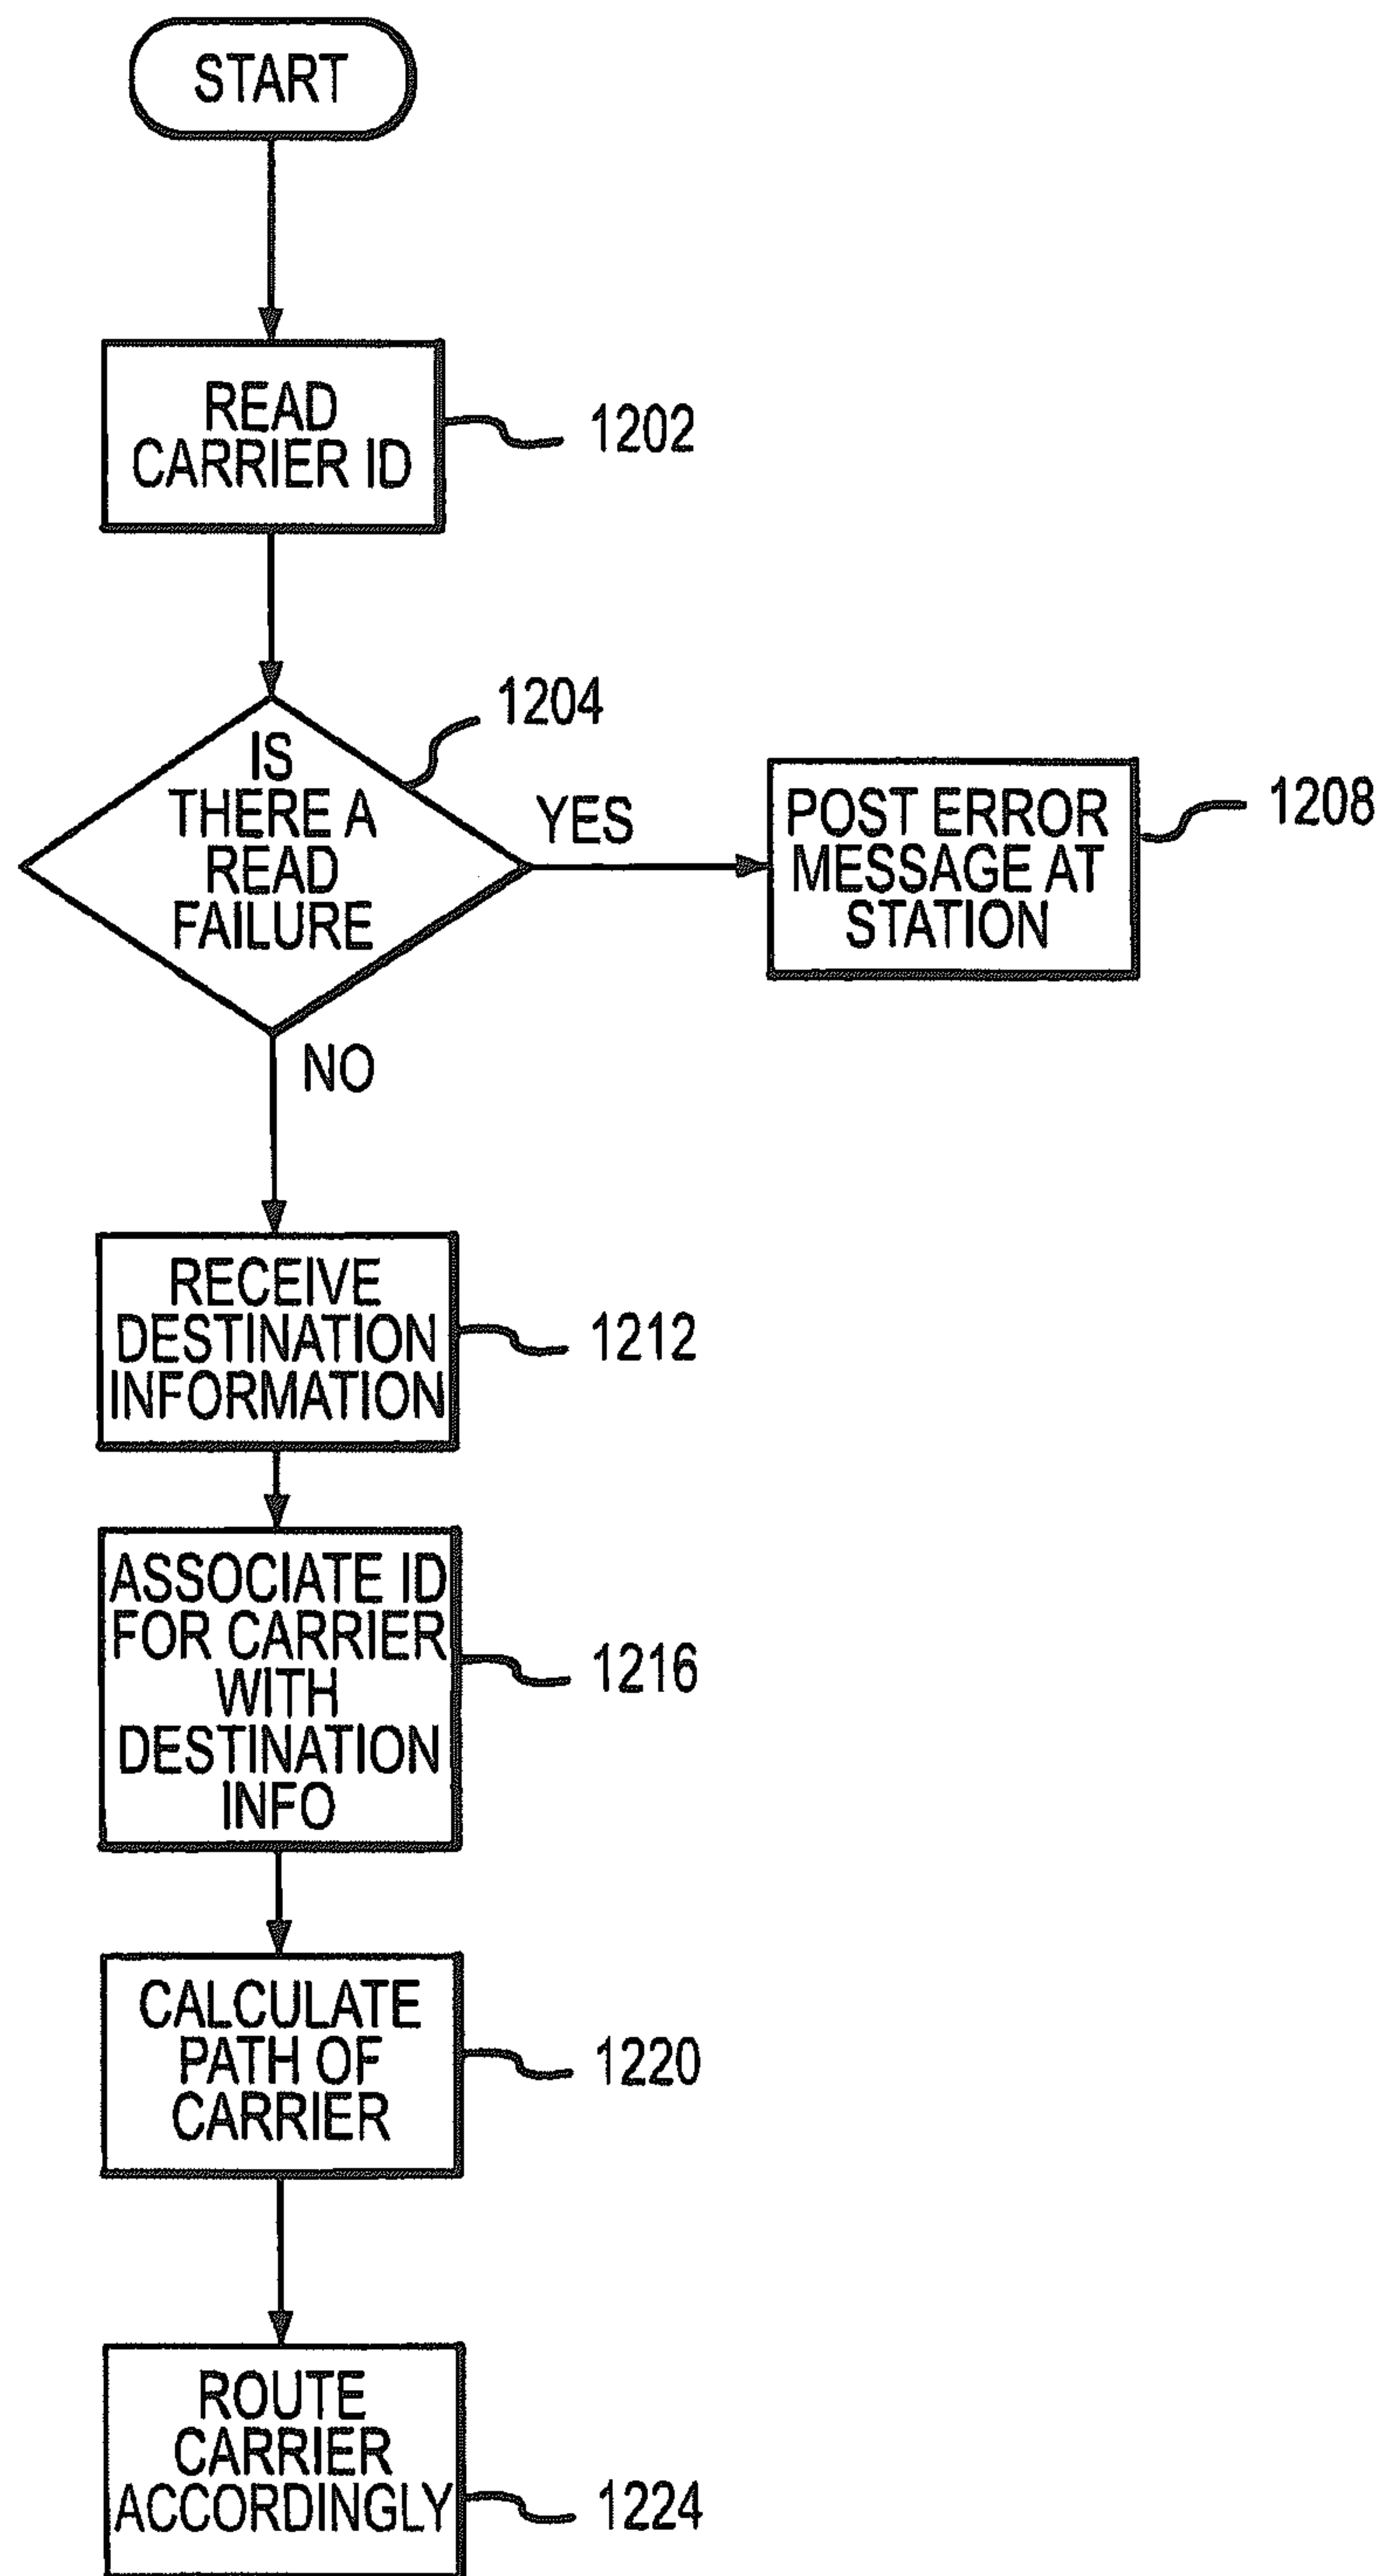 START
READ
CARRIER ID
1202
1204
IS
THERE A
READ
FAILURE
YES
POST ERROR
MESSAGE AT
STATION
1208
NO
RECEIVE
DESTINATION
INFORMATION
1212
ASSOCIATE ID
FOR CARRIER
WITH
DESTINATION
INFO
1216
CALCULATE
PATH OF
CARRIER
1220
ROUTE
CARRIER
ACCORDINGLY
1224